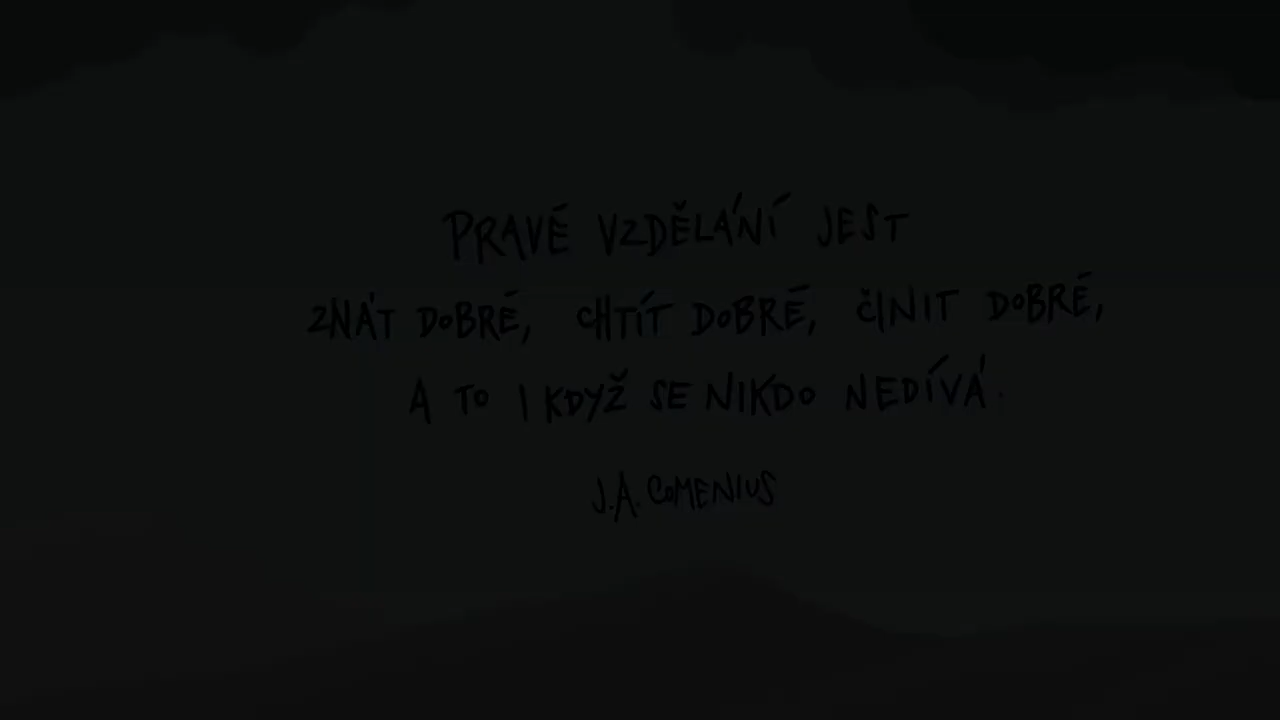 PRAVÉ VZDĚLÁNÍ JEST
ZNÁT DOBRÉ, CHTÍT DOBRÉ, ČINIT DOBRÉ,
A TO I KDYŽ SE NIKDO NEDÍVÁ.
J.A. COMENIUS